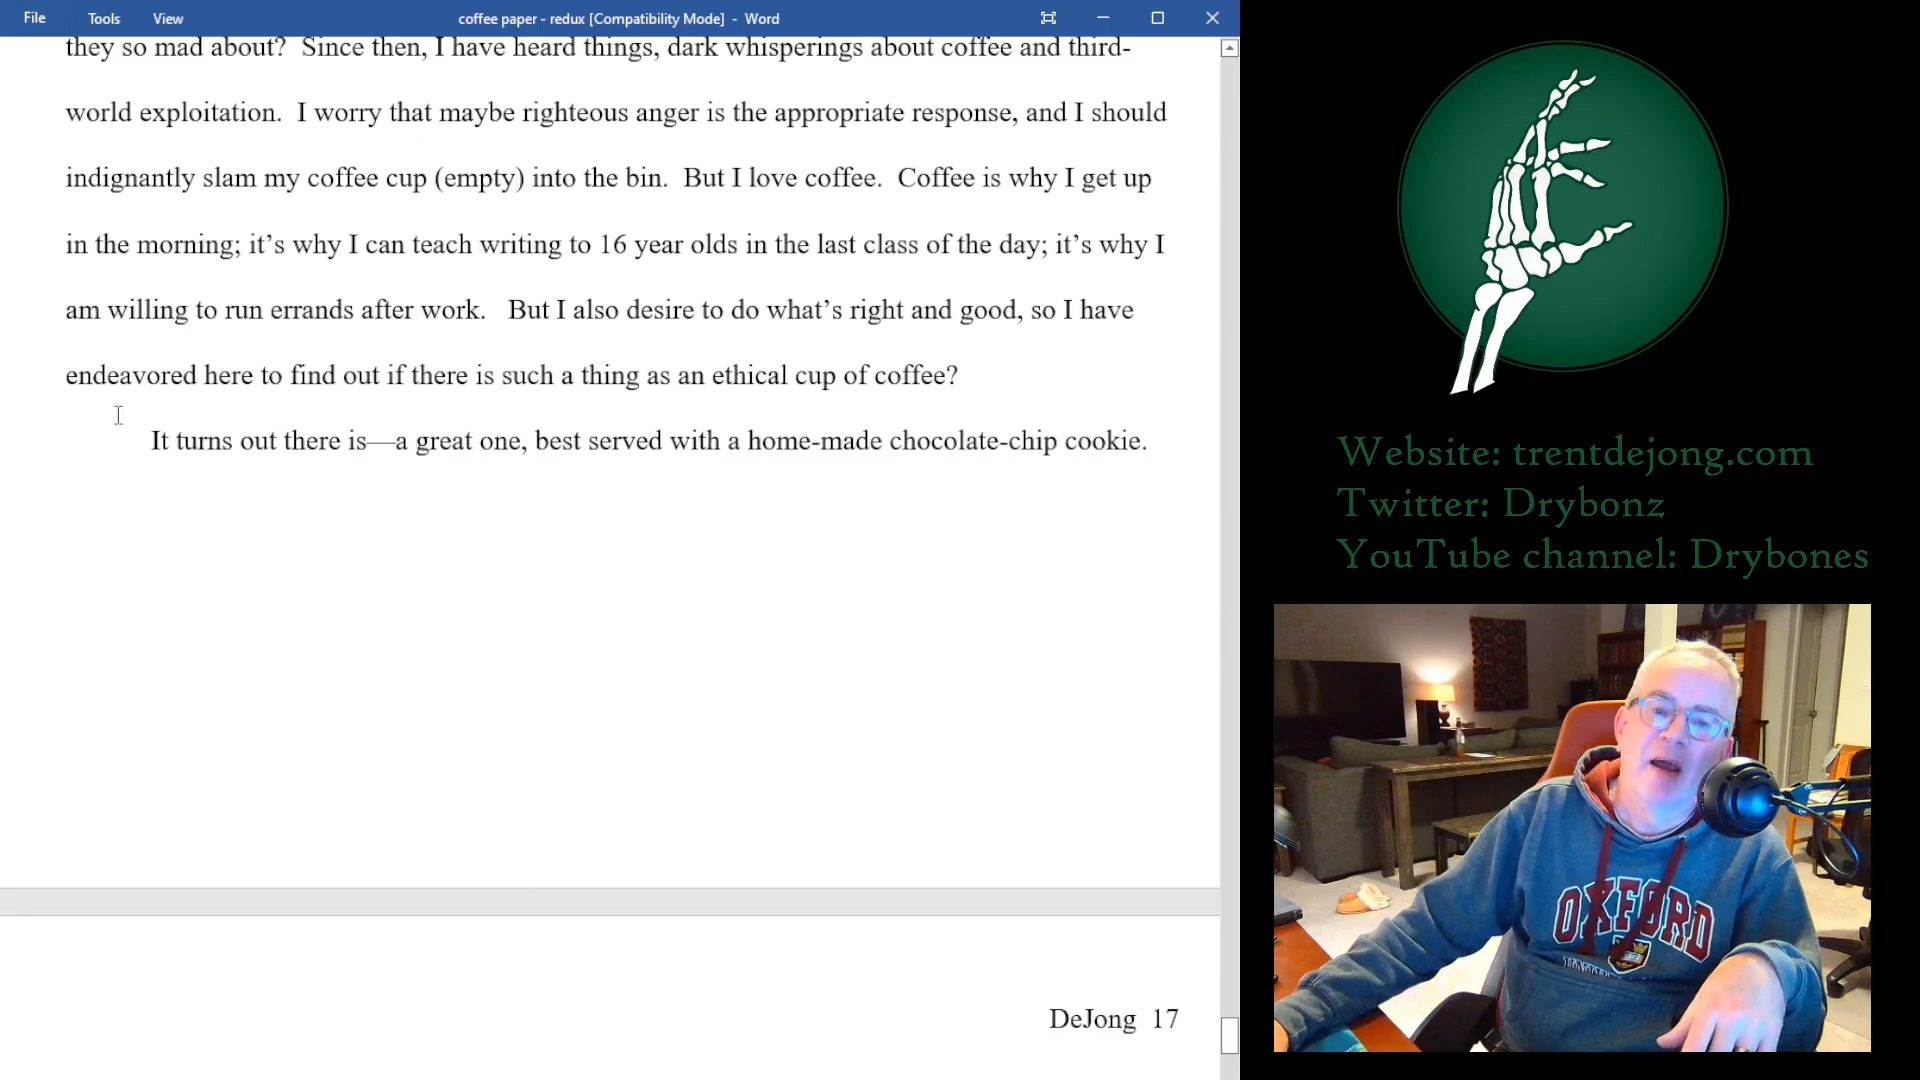 File Tools View coffee paper - redux [Compatibility Mode] - Word
they so mad about? Since then, I have heard things, dark whisperings about coffee and third-
world exploitation. I worry that maybe righteous anger is the appropriate response, and I should
indignantly slam my coffee cup (empty) into the bin. But I love coffee. Coffee is why I get up
in the morning; it’s why I can teach writing to 16 year olds in the last class of the day; it’s why I
am willing to run errands after work. But I also desire to do what’s right and good, so I have
endeavored here to find out if there is such a thing as an ethical cup of coffee?
It turns out there is—a great one, best served with a home-made chocolate-chip cookie.
DeJong 17
Website: trentdejong.com
Twitter: Drybonz
YouTube channel: Drybones
OXFORD